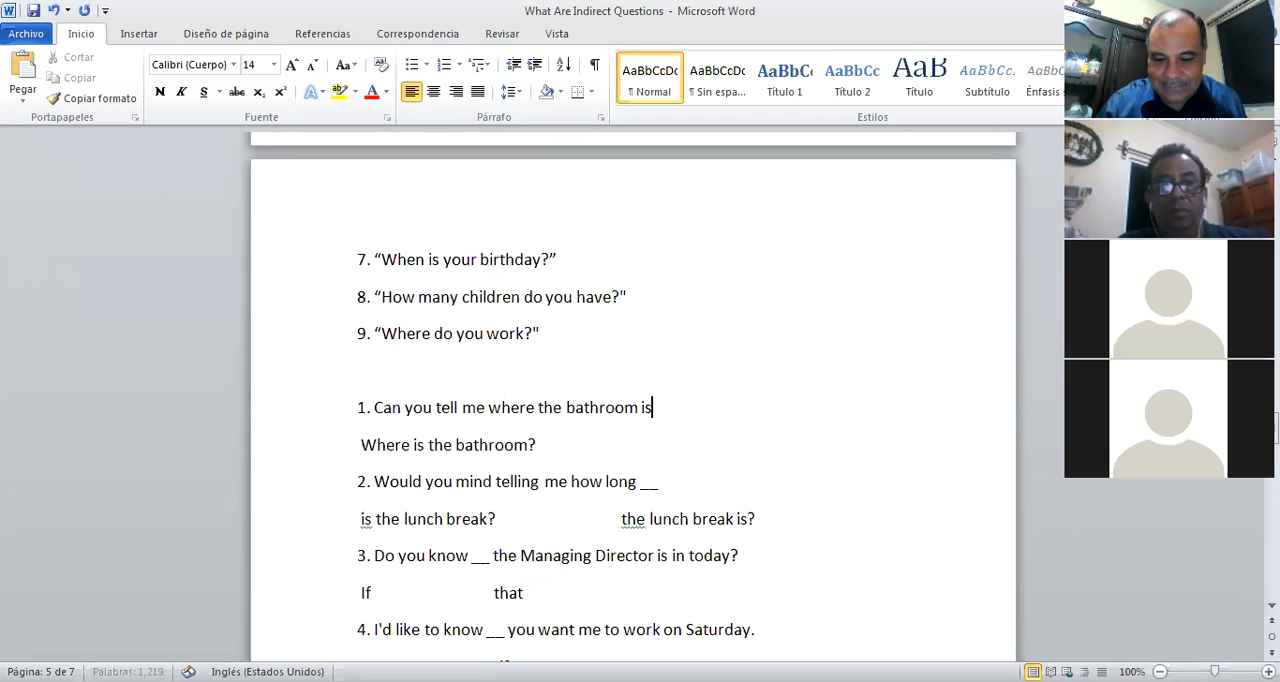 What Are Indirect Questions - Microsoft Word
Archivo Inicio Insertar Diseño de página Referencias Correspondencia Revisar Vista
Pegar
Cortar
Copiar
Copiar formato
Portapapeles
Calibri (Cuerpo) 14
N K S abc x₂ x²
Fuente
Párrafo
AaBbCcDc AaBbCcDc AaBbC AaBbCc AaB AaBbCcL AaBbCc
¶ Normal ¶ Sin espa... Título 1 Título 2 Título Subtítulo Énfasis
Estilos
7. “When is your birthday?”
8. “How many children do you have?"
9. “Where do you work?"
1. Can you tell me where the bathroom is
Where is the bathroom?
2. Would you mind telling me how long __
is the lunch break? the lunch break is?
3. Do you know __ the Managing Director is in today?
If that
4. I'd like to know __ you want me to work on Saturday.
Página: 5 de 7 Palabras: 1,219 Inglés (Estados Unidos) 100%